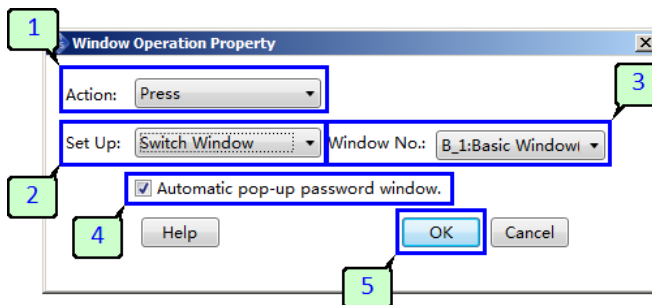 1
Window Operation Property
3
Action: Press
Set Up: Switch Window Window No.: B_1:Basic Window(
2
Automatic pop-up password window.
4
Help OK Cancel
5